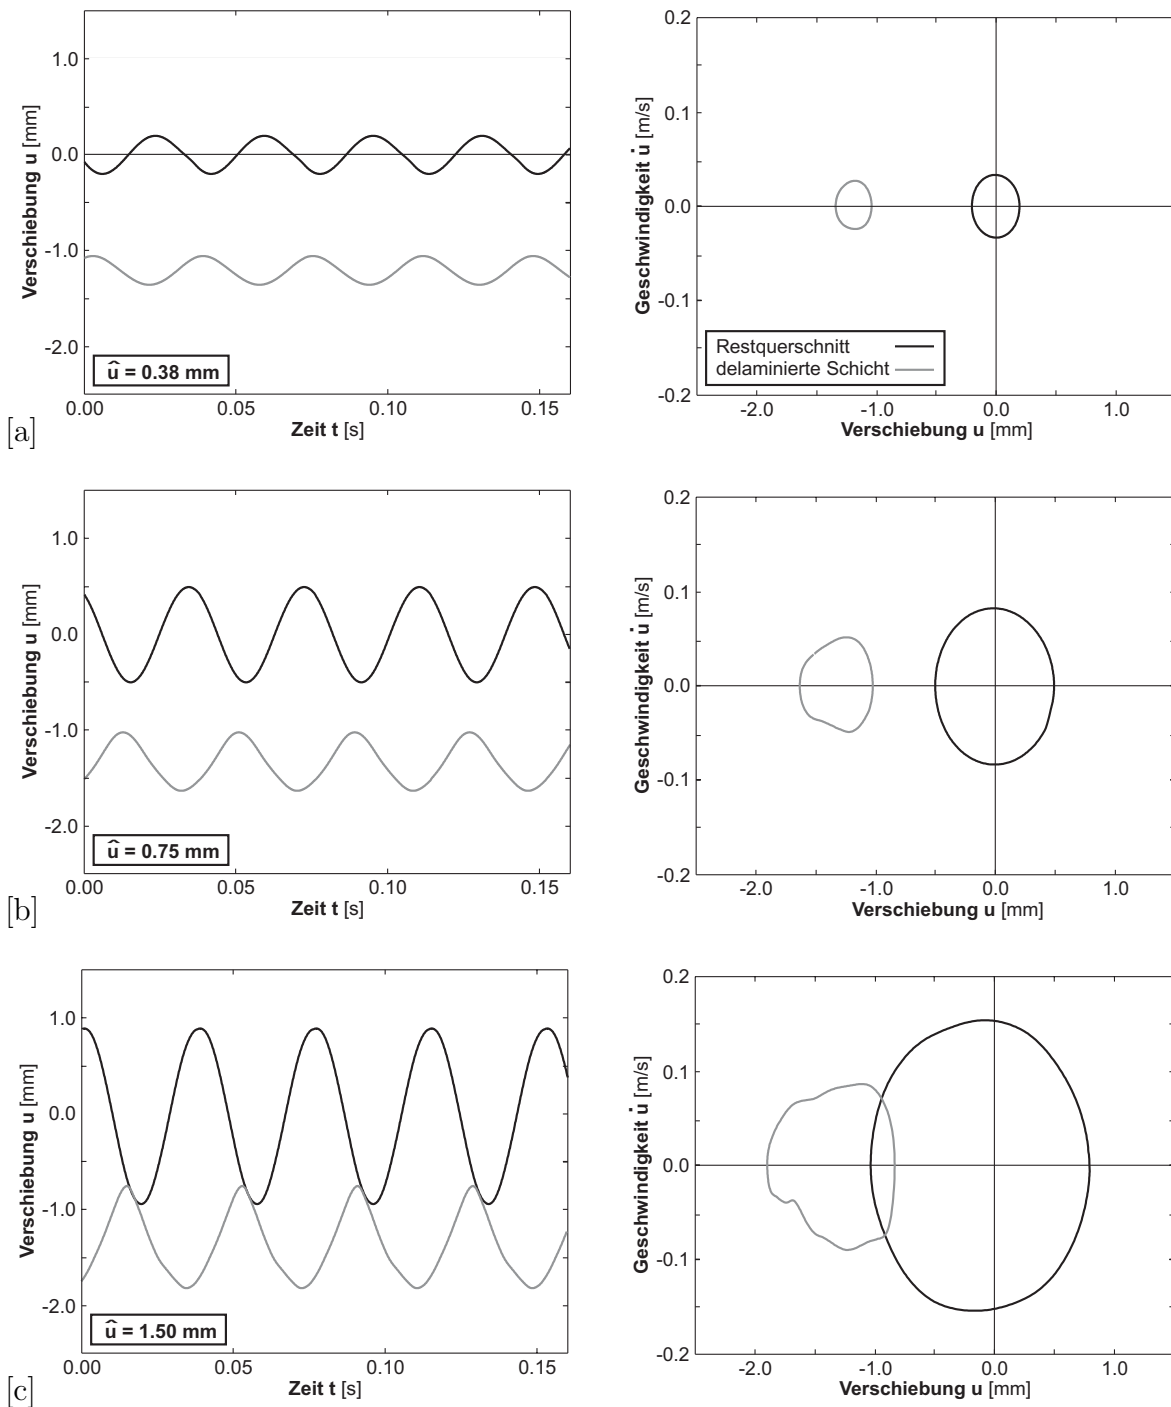 1.0
0.0
-1.0
-2.0
Verschiebung u [mm]
û = 0.38 mm
0.00 0.05 0.10 0.15
Zeit t [s]
0.2
0.1
0.0
-0.1
-0.2
Geschwindigkeit u̇ [m/s]
Restquerschnitt
delaminierte Schicht
-2.0 -1.0 0.0 1.0
Verschiebung u [mm]
[a]
1.0
0.0
-1.0
-2.0
Verschiebung u [mm]
û = 0.75 mm
0.00 0.05 0.10 0.15
Zeit t [s]
0.2
0.1
0.0
-0.1
-0.2
Geschwindigkeit u̇ [m/s]
-2.0 -1.0 0.0 1.0
Verschiebung u [mm]
[b]
1.0
0.0
-1.0
-2.0
Verschiebung u [mm]
û = 1.50 mm
0.00 0.05 0.10 0.15
Zeit t [s]
0.2
0.1
0.0
-0.1
-0.2
Geschwindigkeit u̇ [m/s]
-2.0 -1.0 0.0 1.0
Verschiebung u [mm]
[c]